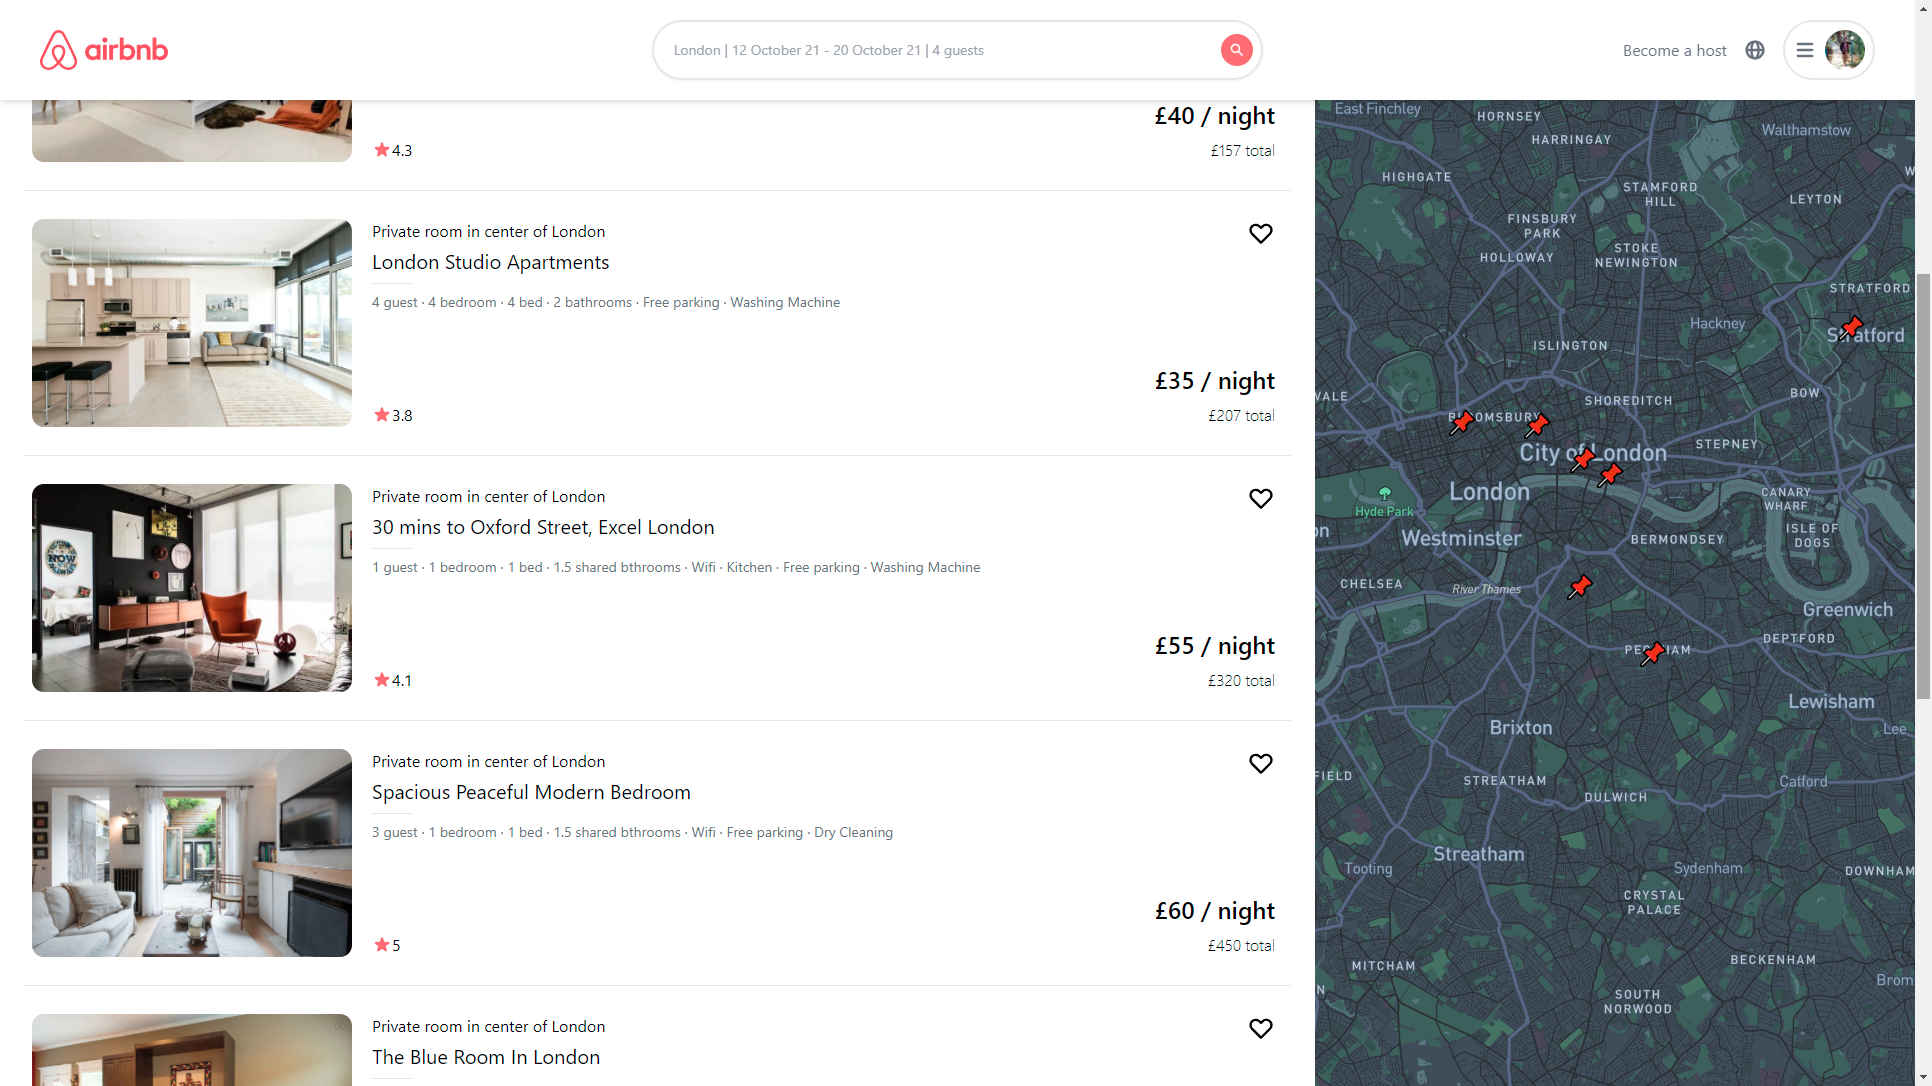 airbnb
London | 12 October 21 - 20 October 21 | 4 guests
Become a host
£40 / night
4.3
£157 total
Private room in center of London
London Studio Apartments
4 guest · 4 bedroom · 4 bed · 2 bathrooms · Free parking · Washing Machine
£35 / night
3.8
£207 total
Private room in center of London
30 mins to Oxford Street, Excel London
1 guest · 1 bedroom · 1 bed · 1.5 shared bthrooms · Wifi · Kitchen · Free parking · Washing Machine
£55 / night
4.1
£320 total
NOW
Private room in center of London
Spacious Peaceful Modern Bedroom
3 guest · 1 bedroom · 1 bed · 1.5 shared bthrooms · Wifi · Free parking · Dry Cleaning
£60 / night
5
£450 total
Private room in center of London
The Blue Room In London
East Finchley
HORNSEY
HARRINGAY
Walthamstow
HIGHGATE
STAMFORD
HILL
LEYTON
FINSBURY
PARK
STOKE
NEWINGTON
HOLLOWAY
STRATFORD
Hackney
Stratford
ISLINGTON
BOW
VALE
SHOREDITCH
BLOOMSBURY
STEPNEY
City of London
London
CANARY
WHARF
Hyde Park
on
Westminster
ISLE OF
DOGS
BERMONDSEY
CHELSEA
River Thames
Greenwich
DEPTFORD
PECKHAM
Lewisham
Brixton
Lee
FIELD
STREATHAM
Catford
DULWICH
Streatham
Tooting
Sydenham
DOWNHAM
CRYSTAL
PALACE
MITCHAM
BECKENHAM
Brom
N
SOUTH
NORWOOD